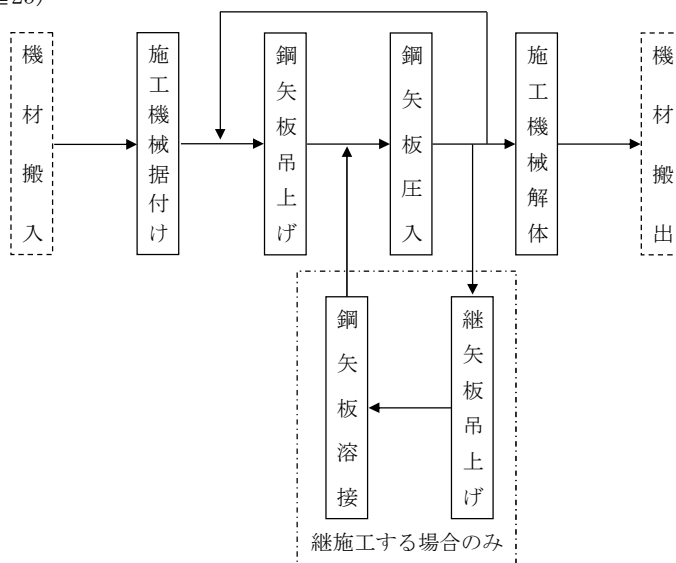 機材搬入
施工機械据付け
鋼矢板吊上げ
鋼矢板圧入
施工機械解体
機材搬出
鋼矢板溶接
継矢板吊上げ
継施工する場合のみ